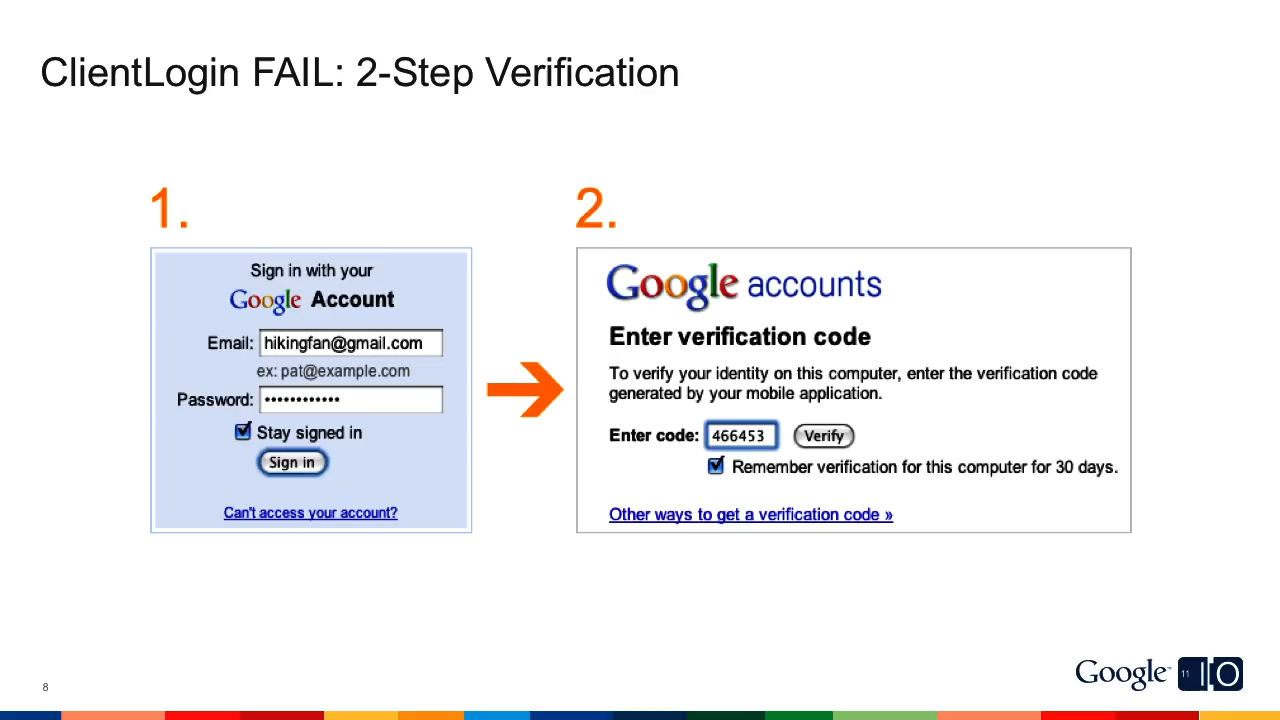 ClientLogin FAIL: 2-Step Verification
1.
Sign in with your
Google Account
Email: hikingfan@gmail.com
ex: pat@example.com
Password: ••••••••••••
Stay signed in
Sign in
Can't access your account?
2.
Google accounts
Enter verification code
To verify your identity on this computer, enter the verification code
generated by your mobile application.
Enter code: 466453 Verify
Remember verification for this computer for 30 days.
Other ways to get a verification code »
8
Google™ 11 IO